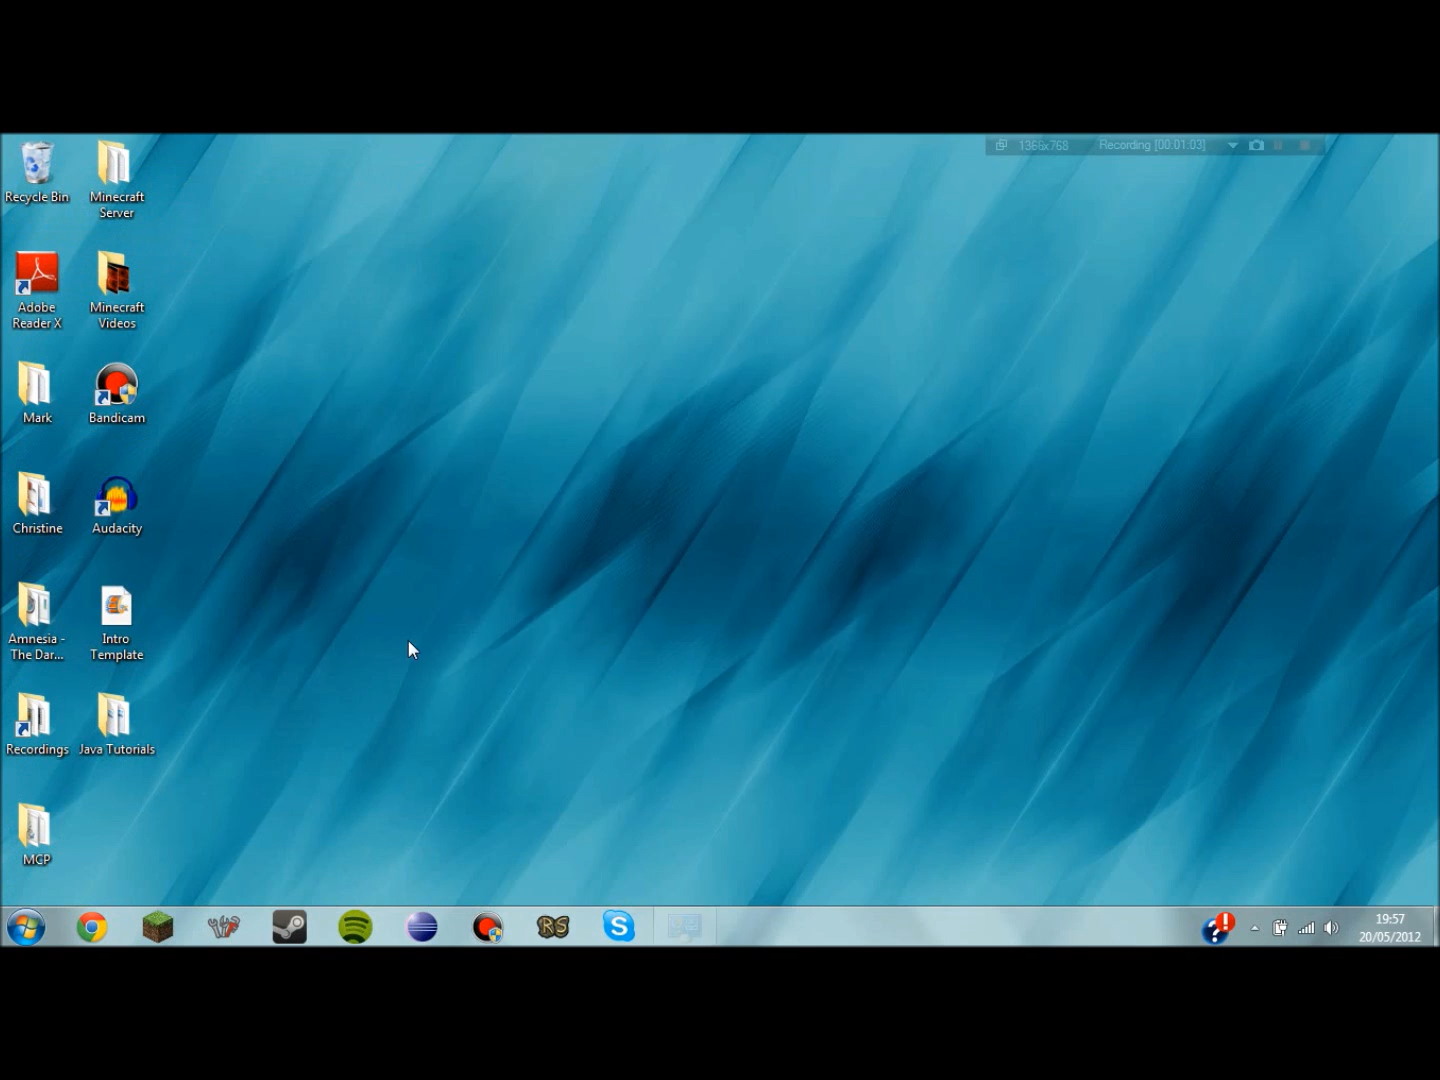 1366x768 Recording [00:01:03]
Recycle Bin
Minecraft
Server
Adobe
Reader X
Minecraft
Videos
Mark
Bandicam
Christine
Audacity
Amnesia -
The Dar...
Intro
Template
Recordings
Java Tutorials
MCP
RS
S
19:57
20/05/2012